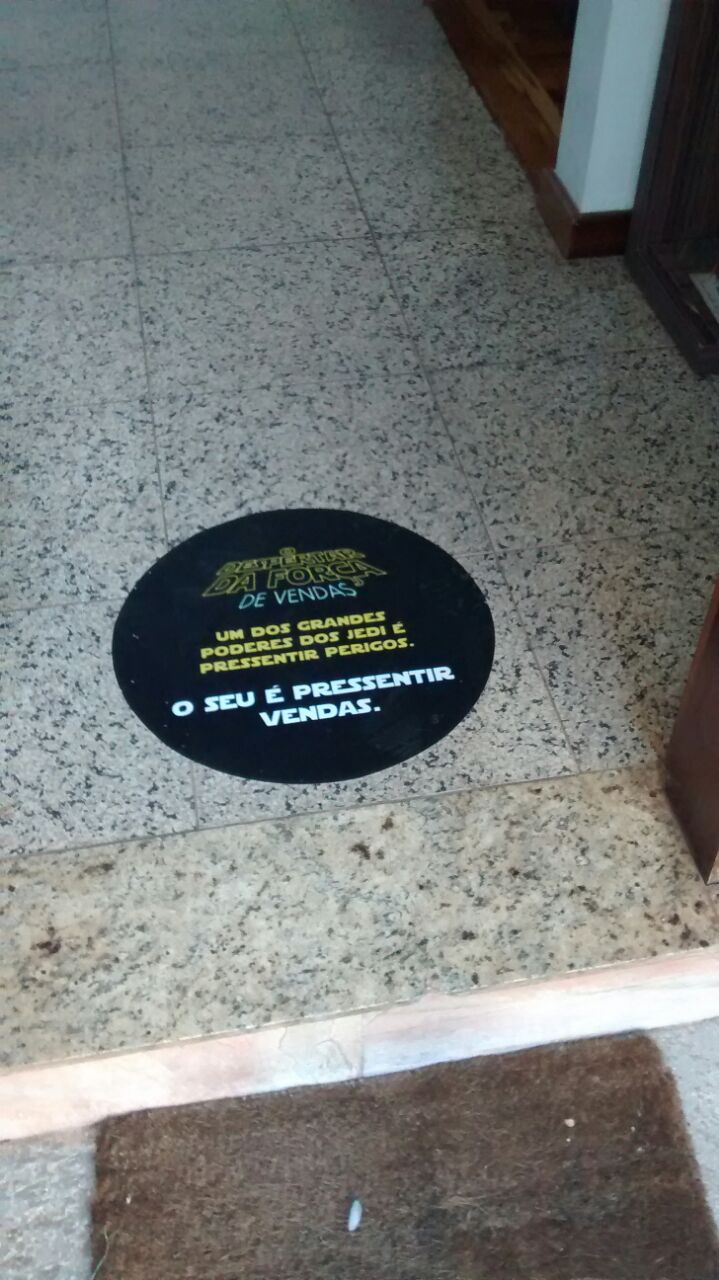 O
DESPERTAR
DA FORÇA
DE VENDAS
UM DOS GRANDES
PODERES DOS JEDI É
PRESSENTIR PERIGOS.
O SEU É PRESSENTIR
VENDAS.